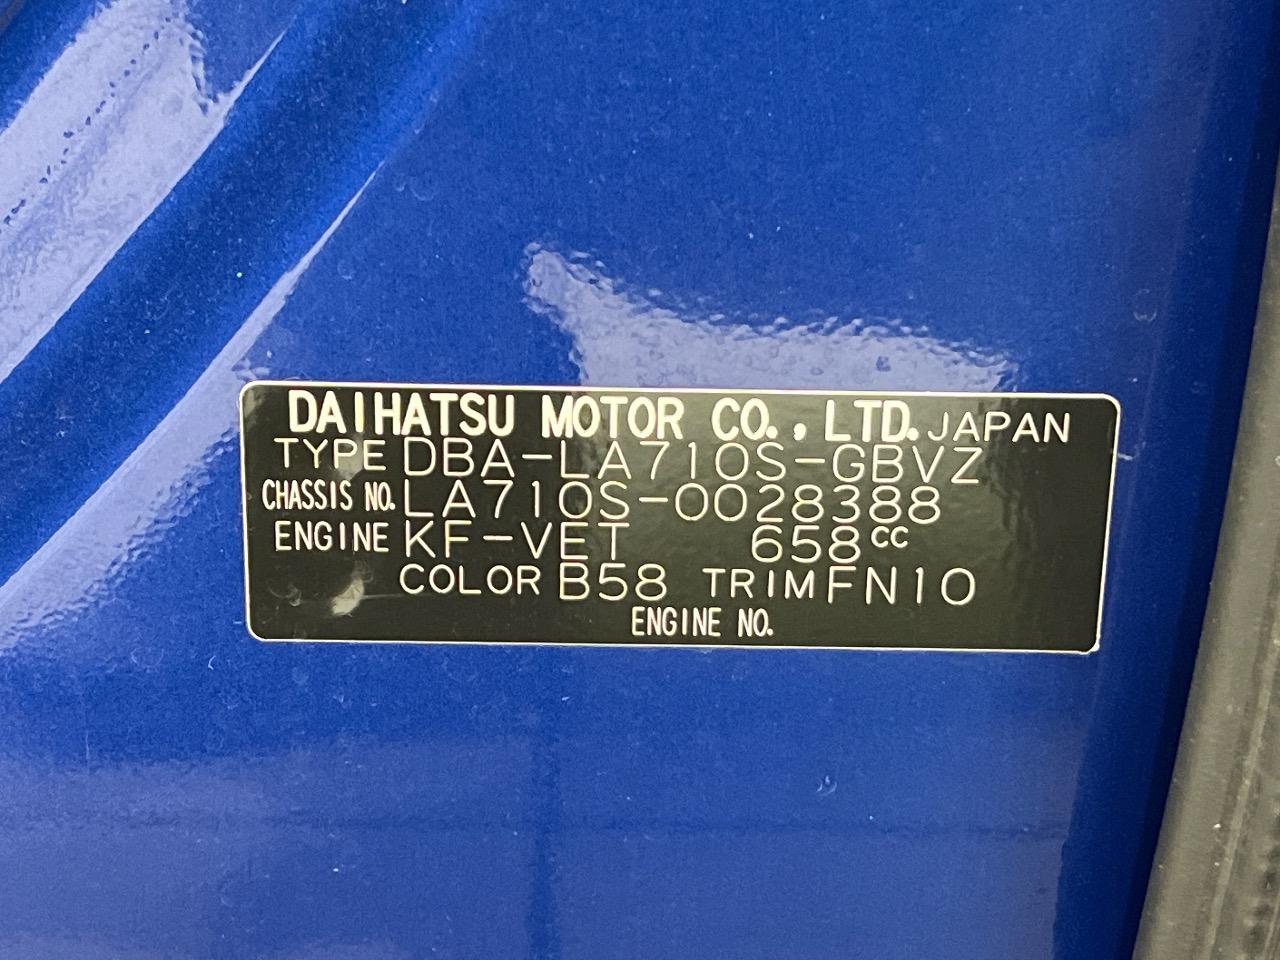 DAIHATSU MOTOR CO., LTD. JAPAN
TYPE DBA-LA710S-GBVZ
CHASSIS NO. LA710S-0028388
ENGINE KF-VET 658CC
COLOR B58 TRIM FN10
ENGINE NO.